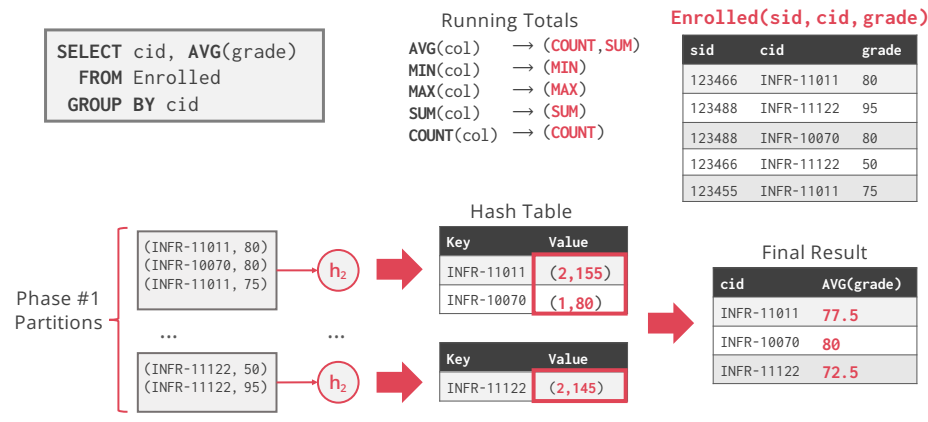 SELECT cid, AVG(grade)
FROM Enrolled
GROUP BY cid
Running Totals
AVG(col) → (COUNT,SUM)
MIN(col) → (MIN)
MAX(col) → (MAX)
SUM(col) → (SUM)
COUNT(col) → (COUNT)
Enrolled(sid,cid,grade)
sid cid grade
123466 INFR-11011 80
123488 INFR-11122 95
123488 INFR-10070 80
123466 INFR-11122 50
123455 INFR-11011 75
Phase #1
Partitions
(INFR-11011, 80)
(INFR-10070, 80)
(INFR-11011, 75)
h₂
...
...
(INFR-11122, 50)
(INFR-11122, 95)
h₂
Hash Table
Key Value
INFR-11011 (2,155)
INFR-10070 (1,80)
Key Value
INFR-11122 (2,145)
Final Result
cid AVG(grade)
INFR-11011 77.5
INFR-10070 80
INFR-11122 72.5